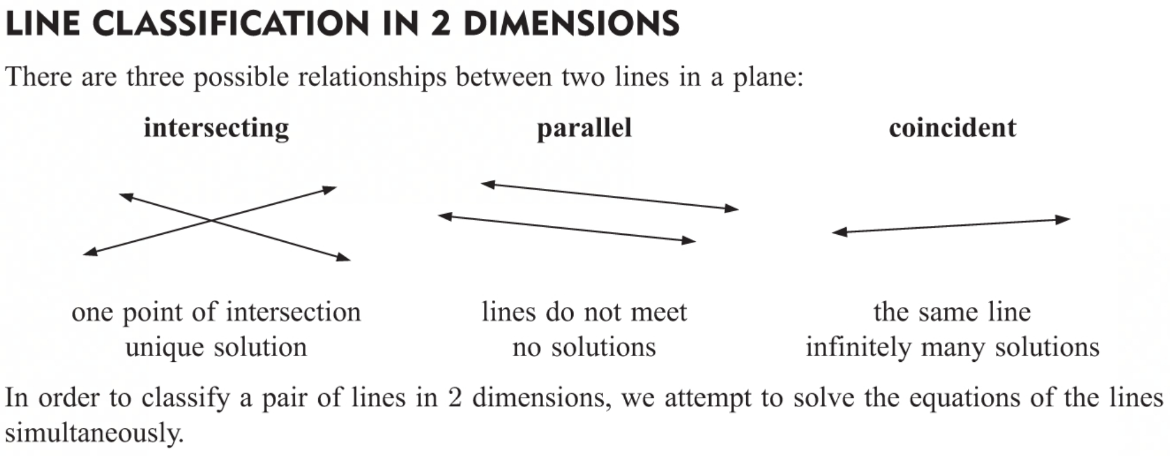 LINE CLASSIFICATION IN 2 DIMENSIONS
There are three possible relationships between two lines in a plane:
intersecting
parallel
coincident
one point of intersection
unique solution
lines do not meet
no solutions
the same line
infinitely many solutions
In order to classify a pair of lines in 2 dimensions, we attempt to solve the equations of the lines
simultaneously.